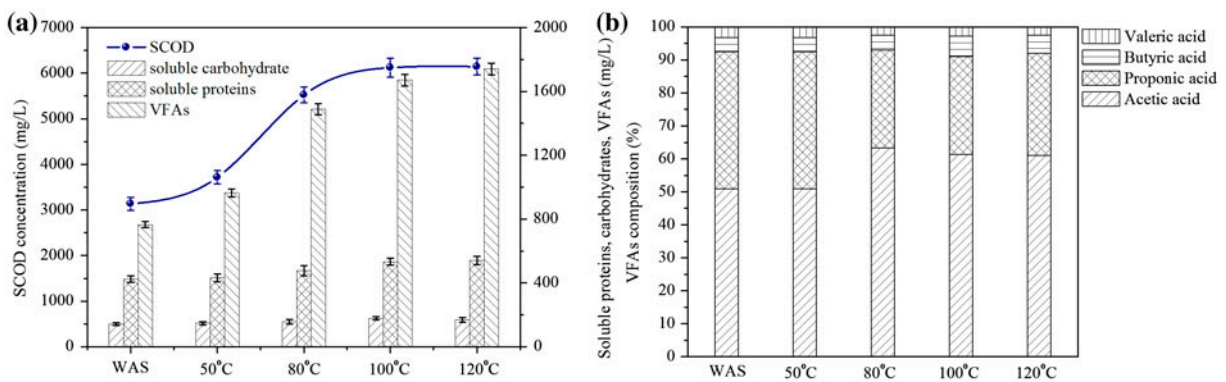 (a)
SCOD
soluble carbohydrate
soluble proteins
VFAs
SCOD concentration (mg/L)
7000
6000
5000
4000
3000
2000
1000
0
2000
1600
1200
800
400
0
WAS 50°C 80°C 100°C 120°C
Soluble proteins, carbohydrates, VFAs (mg/L)
(b)
VFAs composition (%)
100
90
80
70
60
50
40
30
20
10
0
WAS 50°C 80°C 100°C 120°C
Valeric acid
Butyric acid
Proponic acid
Acetic acid